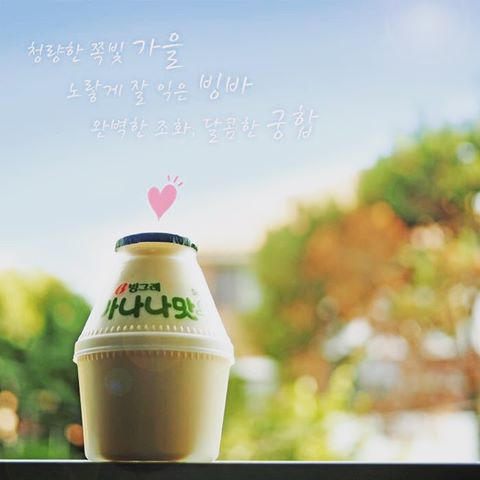 청량한 쪽빛 가을
노랗게 잘 익은 빙바
완벽한 조화, 달콤한 궁합
빙그레
바나나맛